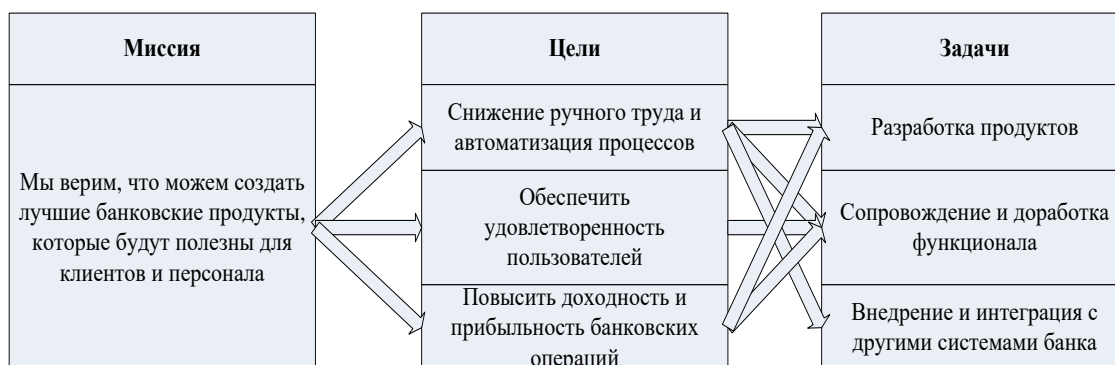 Миссия
Мы верим, что можем создать
лучшие банковские продукты,
которые будут полезны для
клиентов и персонала
Цели
Снижение ручного труда и
автоматизация процессов
Обеспечить
удовлетворенность
пользователей
Повысить доходность и
прибыльность банковских
операций
Задачи
Разработка продуктов
Сопровождение и доработка
функционала
Внедрение и интеграция с
другими системами банка